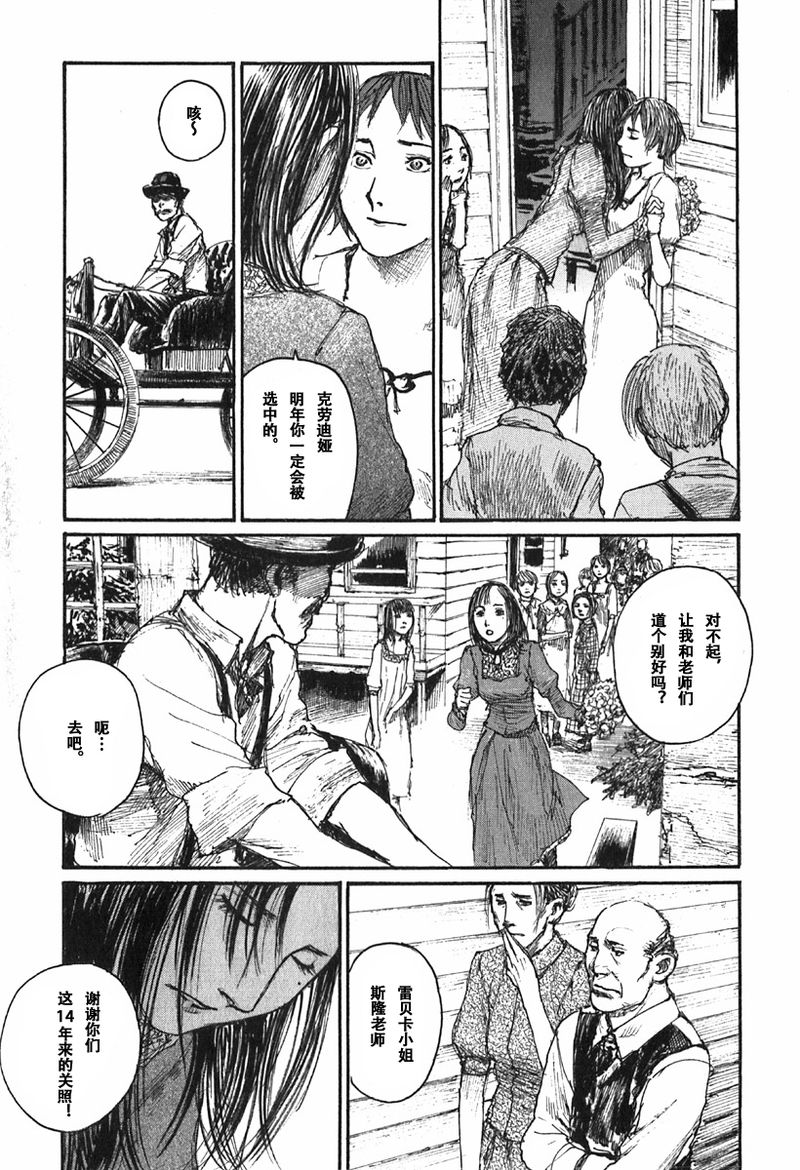 克劳迪娅
明年你一定会被
选中的。
咳~
对不起,
让我和老师们
道个别好吗?
呃…
去吧。
雷贝卡小姐
斯隆老师
谢谢你们
这14年来的关照!